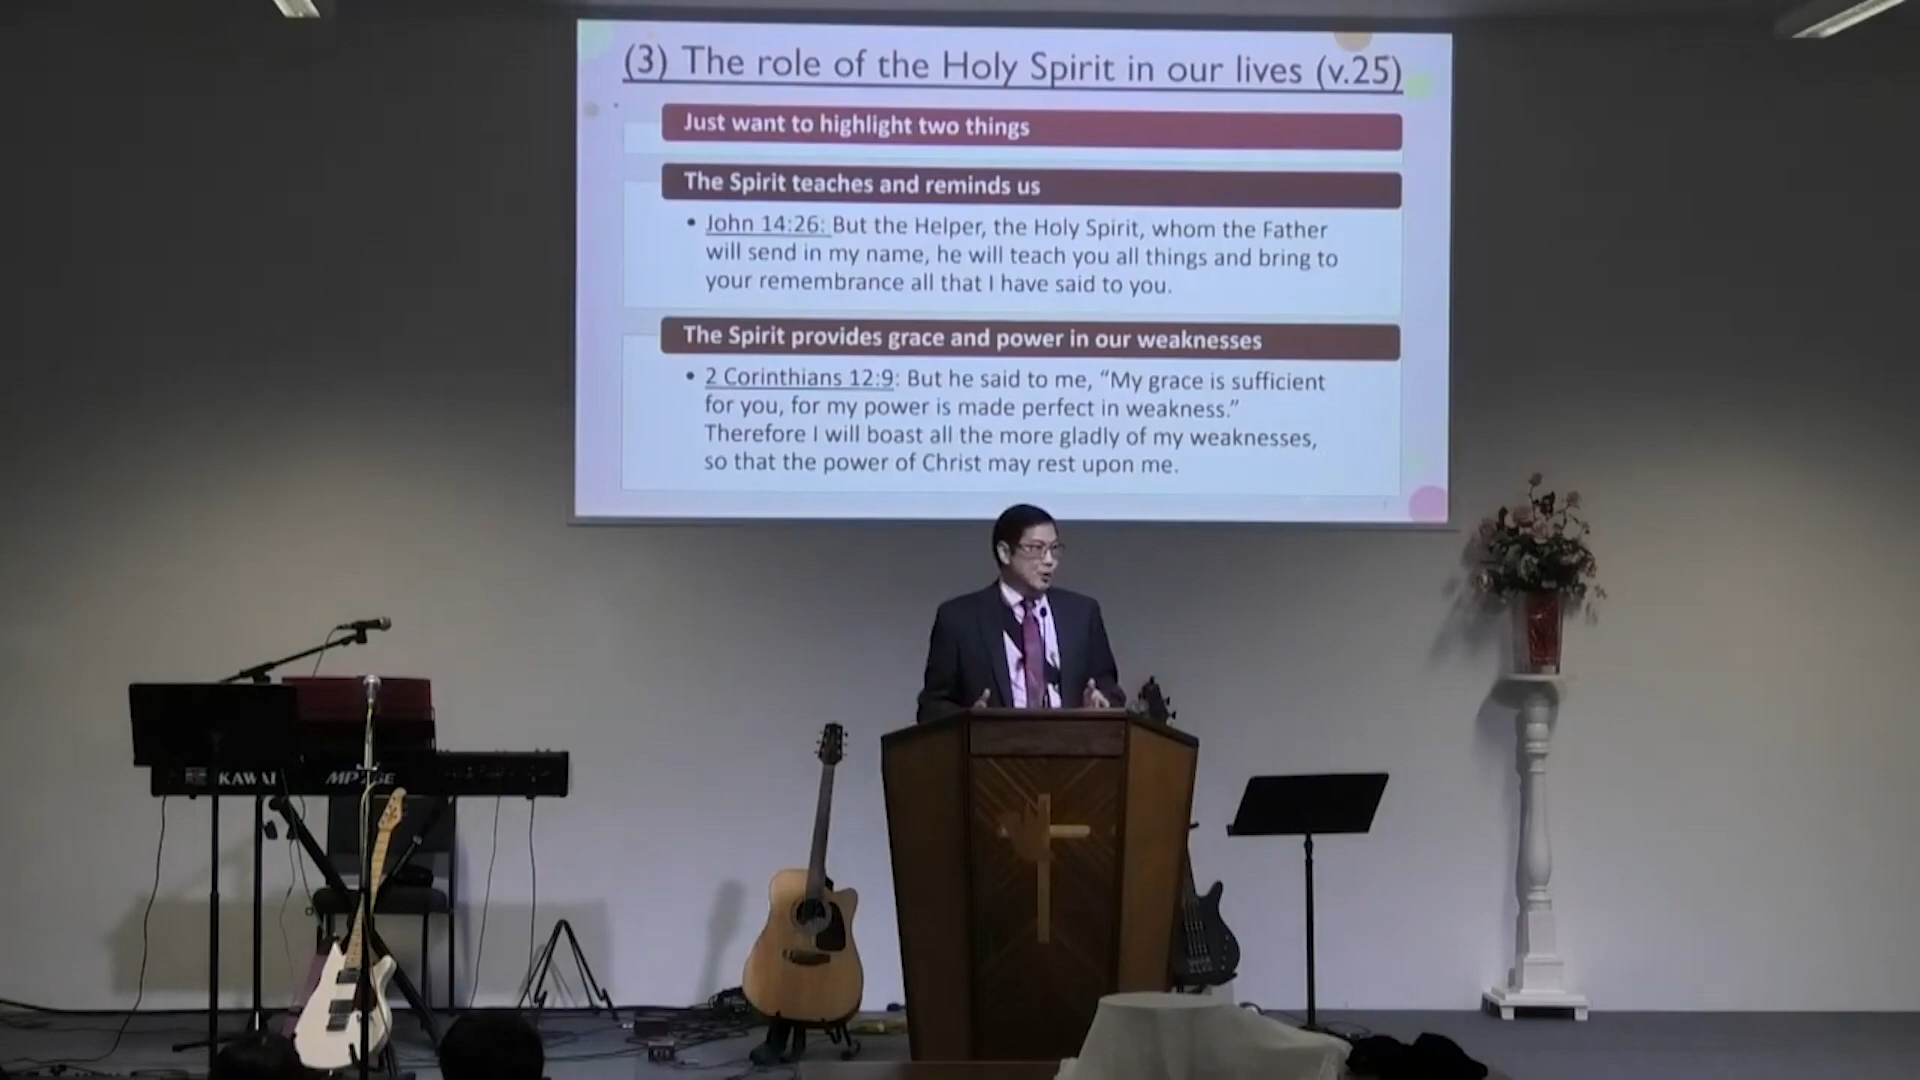 (3) The role of the Holy Spirit in our lives (v.25)
Just want to highlight two things
The Spirit teaches and reminds us
• John 14:26: But the Helper, the Holy Spirit, whom the Father
will send in my name, he will teach you all things and bring to
your remembrance all that I have said to you.
The Spirit provides grace and power in our weaknesses
• 2 Corinthians 12:9: But he said to me, “My grace is sufficient
for you, for my power is made perfect in weakness.”
Therefore I will boast all the more gladly of my weaknesses,
so that the power of Christ may rest upon me.
KAWAI